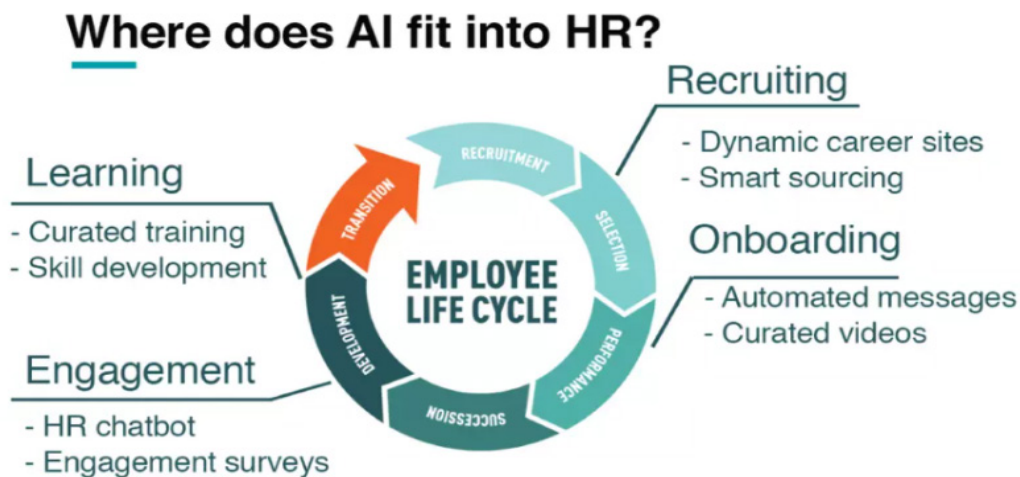 Where does AI fit into HR?
Recruiting
- Dynamic career sites
- Smart sourcing
Learning
- Curated training
- Skill development
Onboarding
- Automated messages
- Curated videos
Engagement
- HR chatbot
- Engagement surveys
EMPLOYEE
LIFE CYCLE
RECRUITMENT
SELECTION
PERFORMANCE
SUCCESSION
DEVELOPMENT
TRANSITION